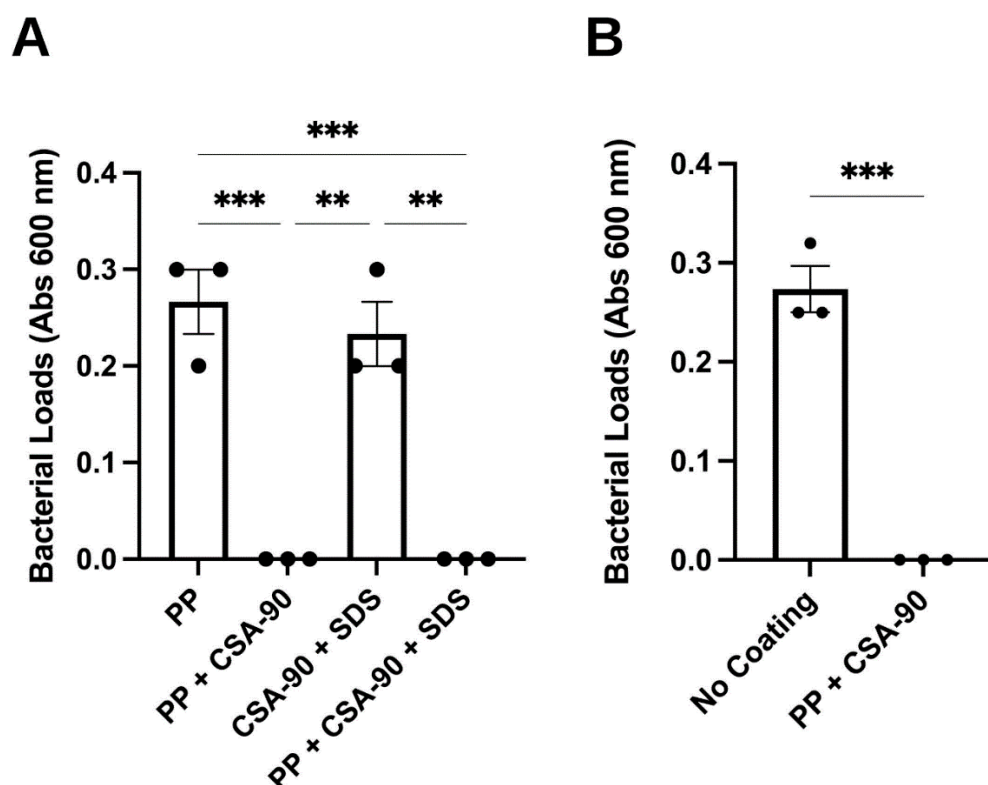 A
Bacterial Loads (Abs 600 nm)
0.4
0.3
0.2
0.1
0.0
***
***
**
**
PP
PP + CSA-90
CSA-90 + SDS
PP + CSA-90 + SDS
B
Bacterial Loads (Abs 600 nm)
0.4
0.3
0.2
0.1
0.0
***
No Coating
PP + CSA-90